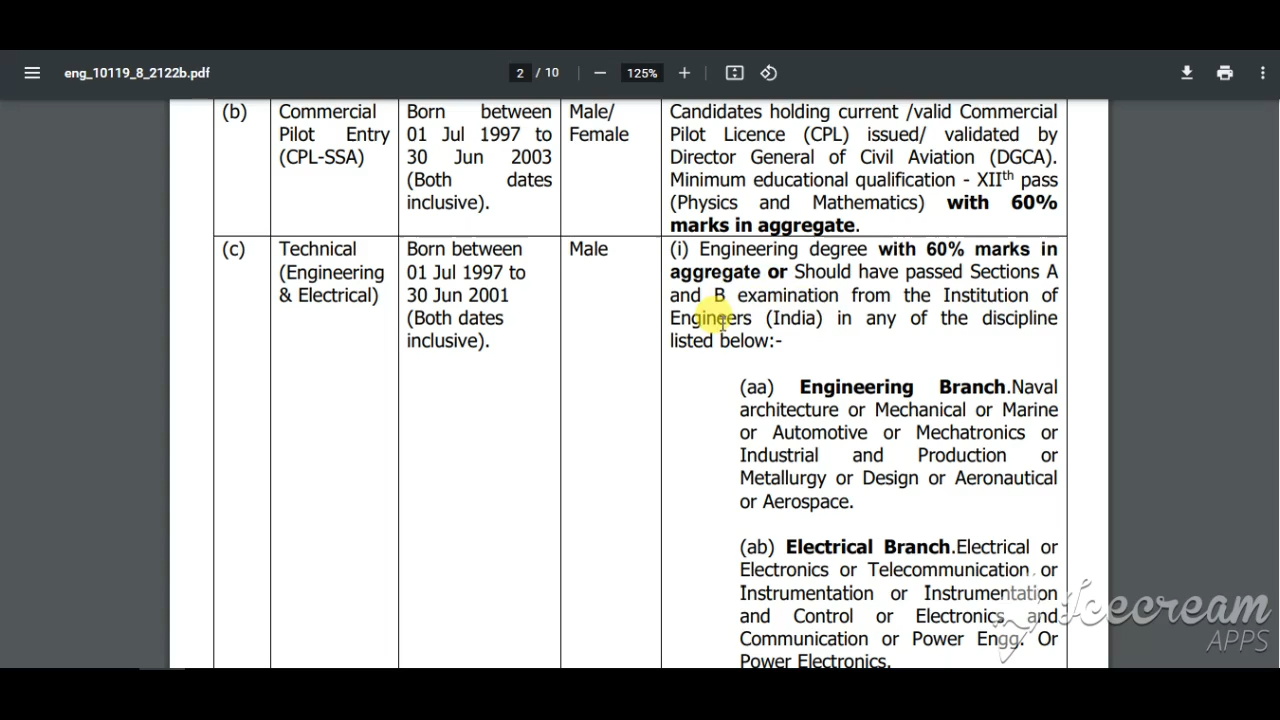 eng_10119_8_2122b.pdf
2 / 10
125%
(b)
Commercial
Pilot Entry
(CPL-SSA)
Born between
01 Jul 1997 to
30 Jun 2003
(Both dates
inclusive).
Male/
Female
Candidates holding current /valid Commercial
Pilot Licence (CPL) issued/ validated by
Director General of Civil Aviation (DGCA).
Minimum educational qualification - XIIth pass
(Physics and Mathematics) with 60%
marks in aggregate.
(c)
Technical
(Engineering
& Electrical)
Born between
01 Jul 1997 to
30 Jun 2001
(Both dates
inclusive).
Male
(i) Engineering degree with 60% marks in
aggregate or Should have passed Sections A
and B examination from the Institution of
Engineers (India) in any of the discipline
listed below:-
(aa) Engineering Branch.Naval
architecture or Mechanical or Marine
or Automotive or Mechatronics or
Industrial and Production or
Metallurgy or Design or Aeronautical
or Aerospace.
(ab) Electrical Branch.Electrical or
Electronics or Telecommunication or
Instrumentation or Instrumentation
and Control or Electronics and
Communication or Power Engg. Or
Power Electronics.
Icecream
APPS